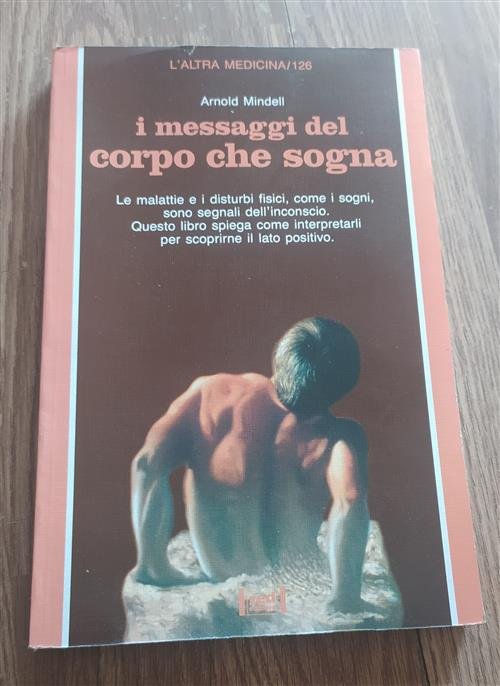 L'ALTRA MEDICINA/126
Arnold Mindell
i messaggi del
corpo che sogna
Le malattie e i disturbi fisici, come i sogni,
sono segnali dell'inconscio.
Questo libro spiega come interpretarli
per scoprirne il lato positivo.
red